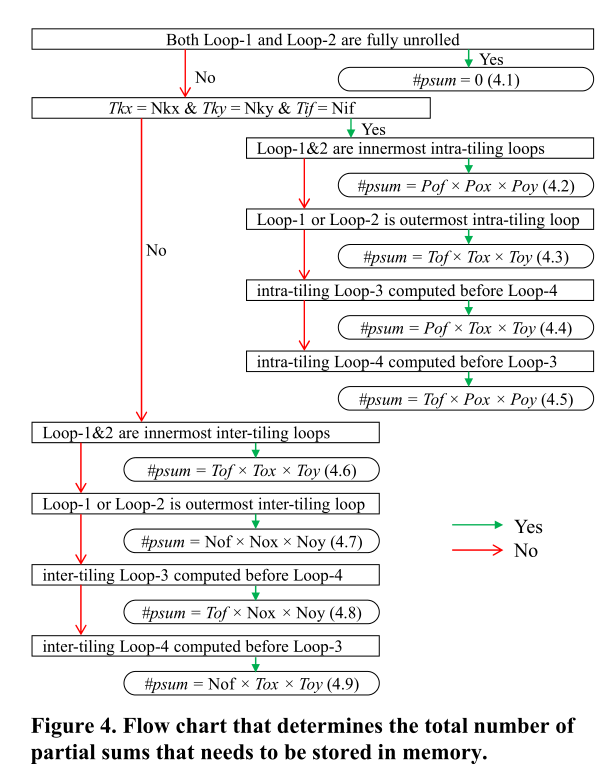 Both Loop-1 and Loop-2 are fully unrolled
Yes
No
#psum = 0 (4.1)
Tkx = Nkx & Tky = Nky & Tif = Nif
Yes
Loop-1&2 are innermost intra-tiling loops
#psum = Pof × Pox × Poy (4.2)
Loop-1 or Loop-2 is outermost intra-tiling loop
No
#psum = Tof × Tox × Toy (4.3)
intra-tiling Loop-3 computed before Loop-4
#psum = Pof × Tox × Toy (4.4)
intra-tiling Loop-4 computed before Loop-3
#psum = Tof × Pox × Poy (4.5)
Loop-1&2 are innermost inter-tiling loops
#psum = Tof × Tox × Toy (4.6)
Loop-1 or Loop-2 is outermost inter-tiling loop
#psum = Nof × Nox × Noy (4.7)
Yes
No
inter-tiling Loop-3 computed before Loop-4
#psum = Tof × Nox × Noy (4.8)
inter-tiling Loop-4 computed before Loop-3
#psum = Nof × Tox × Toy (4.9)
Figure 4. Flow chart that determines the total number of
partial sums that needs to be stored in memory.